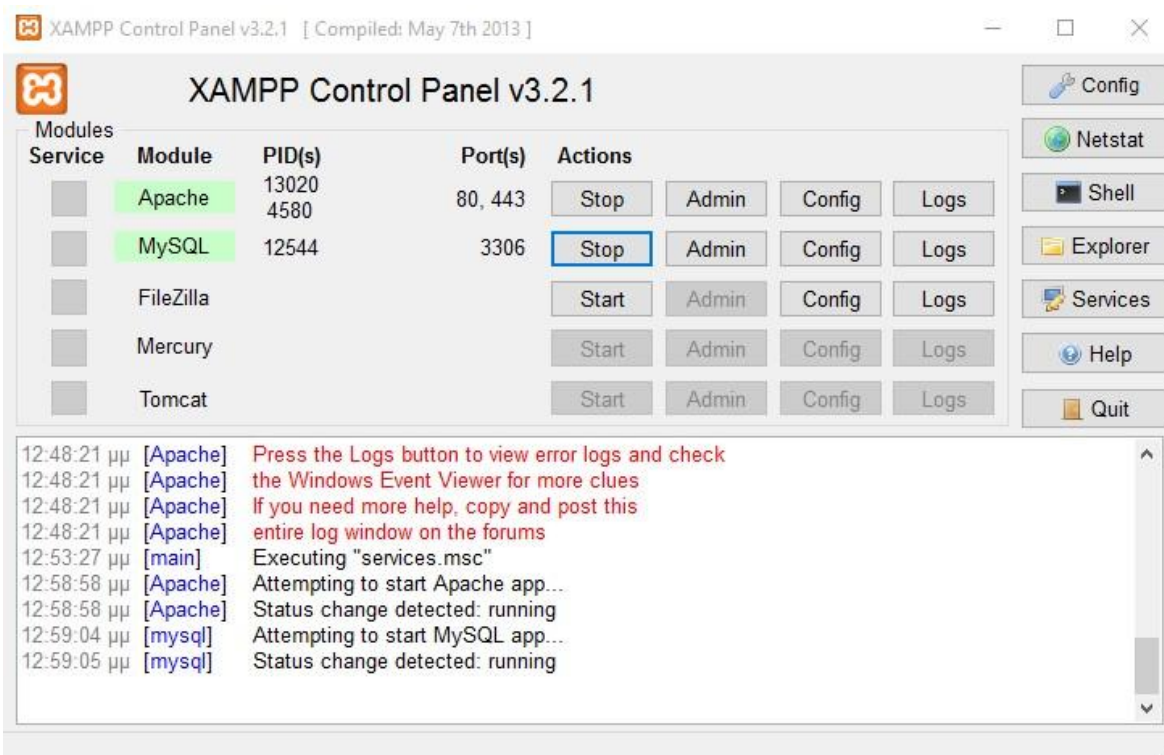 XAMPP Control Panel v3.2.1 [ Compiled: May 7th 2013 ]
XAMPP Control Panel v3.2.1
Config
Modules
Service Module PID(s) Port(s) Actions
Netstat
Apache 13020 4580 80, 443 Stop Admin Config Logs
Shell
MySQL 12544 3306 Stop Admin Config Logs
Explorer
FileZilla Start Admin Config Logs
Services
Mercury Start Admin Config Logs
Help
Tomcat Start Admin Config Logs
Quit
12:48:21 μμ [Apache] Press the Logs button to view error logs and check
12:48:21 μμ [Apache] the Windows Event Viewer for more clues
12:48:21 μμ [Apache] If you need more help, copy and post this
12:48:21 μμ [Apache] entire log window on the forums
12:53:27 μμ [main] Executing "services.msc"
12:58:58 μμ [Apache] Attempting to start Apache app...
12:58:58 μμ [Apache] Status change detected: running
12:59:04 μμ [mysql] Attempting to start MySQL app...
12:59:05 μμ [mysql] Status change detected: running